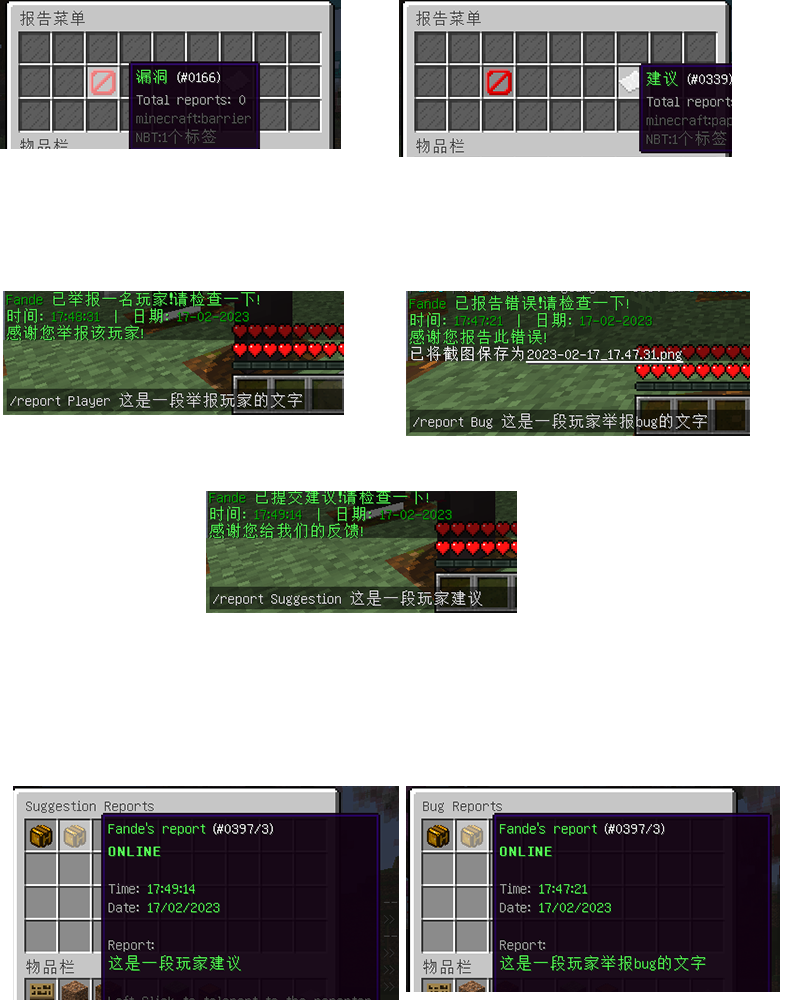 报告菜单
漏洞 (#0166)
Total reports: 0
minecraft:barrier
NBT:1个标签
物品栏
报告菜单
建议 (#0339)
Total report
minecraft:pap
NBT:1个标签
物品栏
Fande 已举报一名玩家!请检查一下!
时间: 17:48:31 | 日期: 17-02-2023
感谢您举报该玩家!
/report Player 这是一段举报玩家的文字
Fande 已报告错误!请检查一下!
时间: 17:47:21 | 日期: 17-02-2023
感谢您报告此错误!
已将截图保存为2023-02-17_17.47.31.png
/report Bug 这是一段玩家举报bug的文字
Fande 已提交建议!请检查一下!
时间: 17:49:14 | 日期: 17-02-2023
感谢您给我们的反馈!
/report Suggestion 这是一段玩家建议
Suggestion Reports
Fande's report (#0397/3)
ONLINE
Time: 17:49:14
Date: 17/02/2023
Report:
这是一段玩家建议
物品栏
Bug Reports
Fande's report (#0397/3)
ONLINE
Time: 17:47:21
Date: 17/02/2023
Report:
这是一段玩家举报bug的文字
物品栏